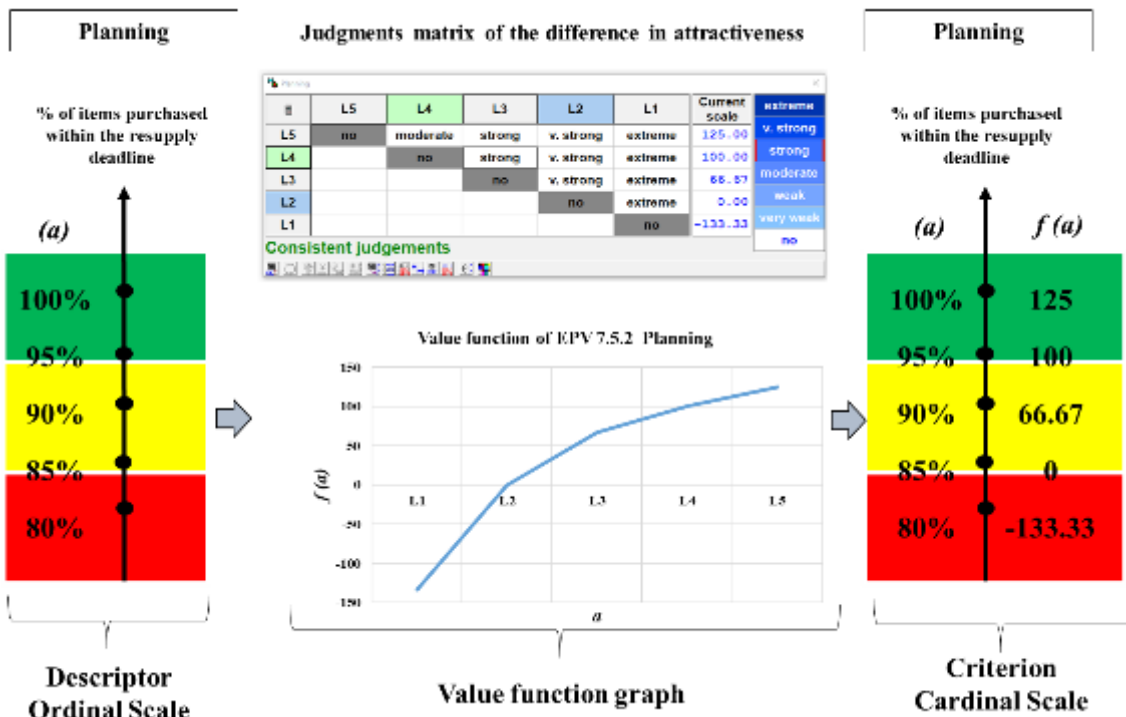 Planning
Judgments matrix of the difference in attractiveness
Planning
% of items purchased
within the resupply
deadline
(a)
100%
95%
90%
85%
80%
Descriptor
Ordinal Scale
Planning
L5 L4 L3 L2 L1 Current scale
L5 no moderate strong v. strong extreme 125.00
L4 no strong v. strong extreme 100.00
L3 no v. strong extreme 66.67
L2 no extreme 0.00
L1 no -133.33
extreme
v. strong
strong
moderate
weak
very weak
no
Consistent judgements
Value function of EPV 7.5.2 Planning
150
100
50
0
-50
-100
150
f (a)
L1 L2 L3 L4 L5
a
Value function graph
% of items purchased
within the resupply
deadline
(a) f (a)
100% 125
95% 100
90% 66.67
85% 0
80% -133.33
Criterion
Cardinal Scale